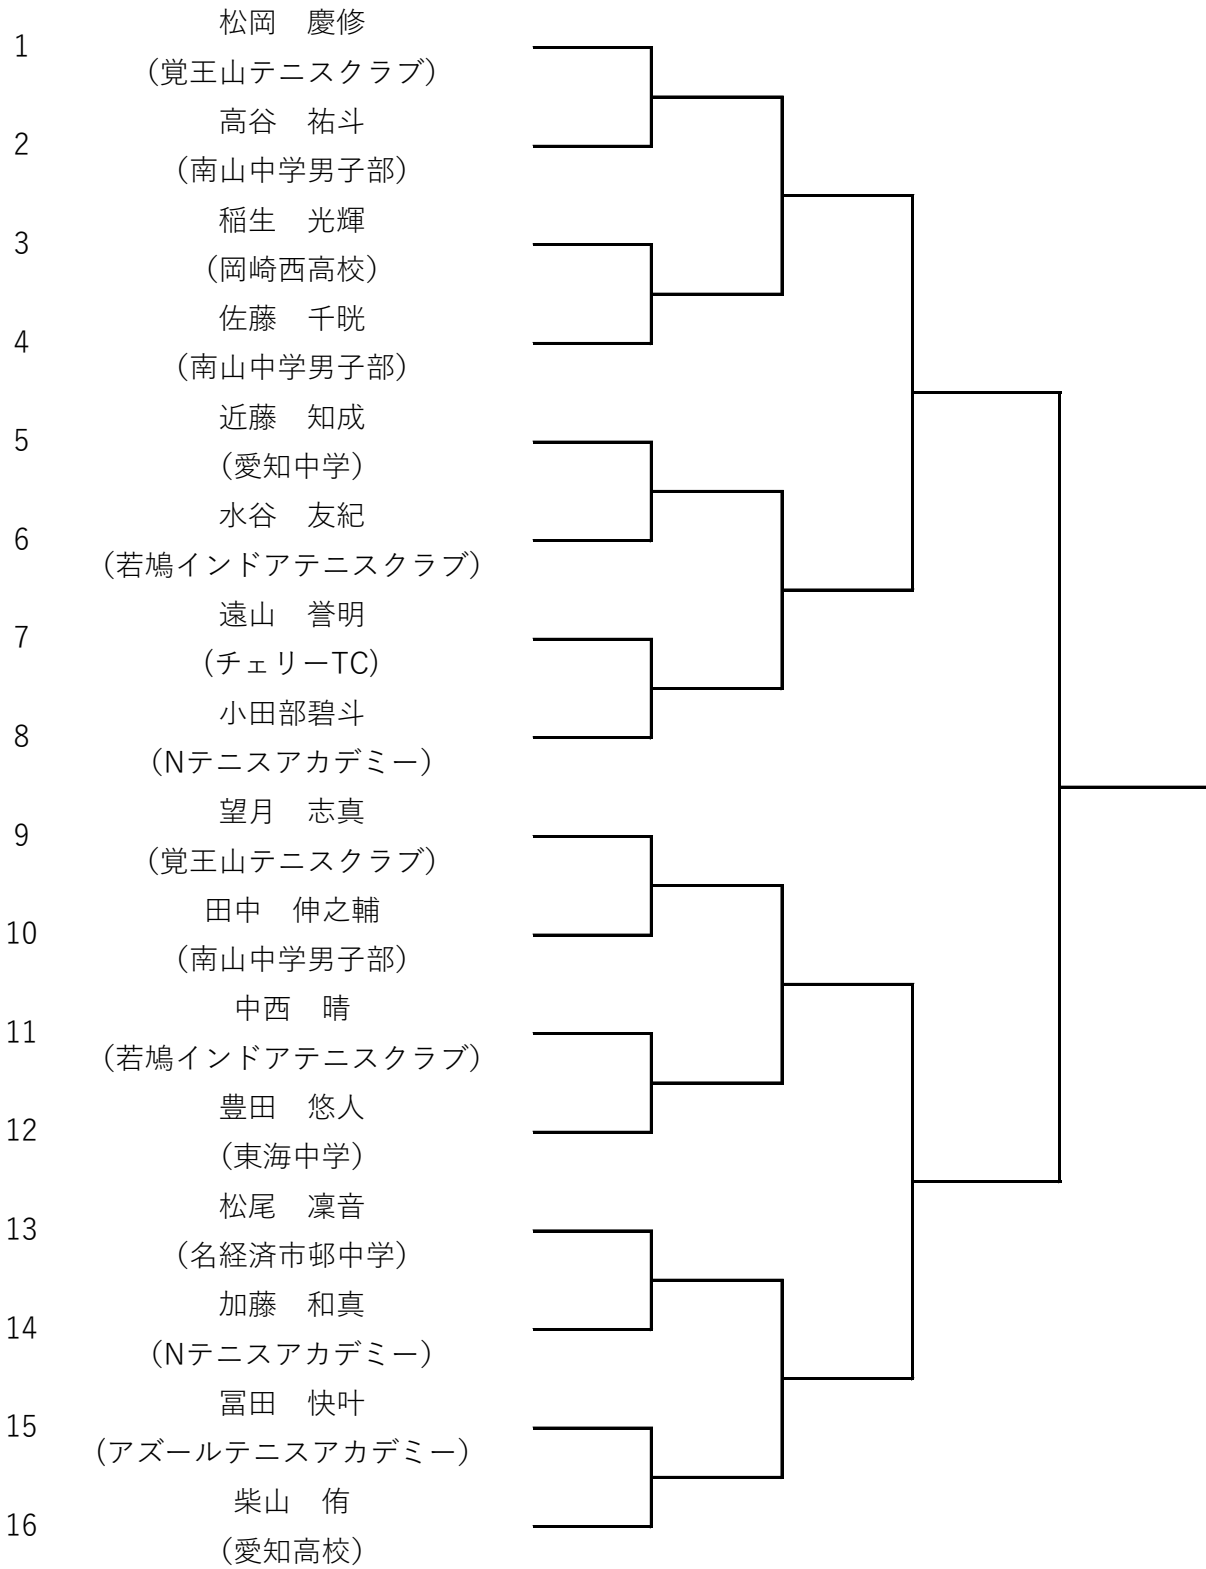 松岡　慶修
1
(覚王山テニスクラブ)
高谷　祐斗
2
(南山中学男子部)
稲生　光輝
3
(岡崎西高校)
佐藤　千晄
4
(南山中学男子部)
近藤　知成
5
(愛知中学)
水谷　友紀
6
(若鳩インドアテニスクラブ)
遠山　誉明
7
(チェリーTC)
小田部碧斗
8
(Nテニスアカデミー)
望月　志真
9
(覚王山テニスクラブ)
田中　伸之輔
10
(南山中学男子部)
中西　晴
11
(若鳩インドアテニスクラブ)
豊田　悠人
12
(東海中学)
松尾　凜音
13
(名経済市邨中学)
加藤　和真
14
(Nテニスアカデミー)
冨田　快叶
15
(アズールテニスアカデミー)
柴山　侑
16
(愛知高校)